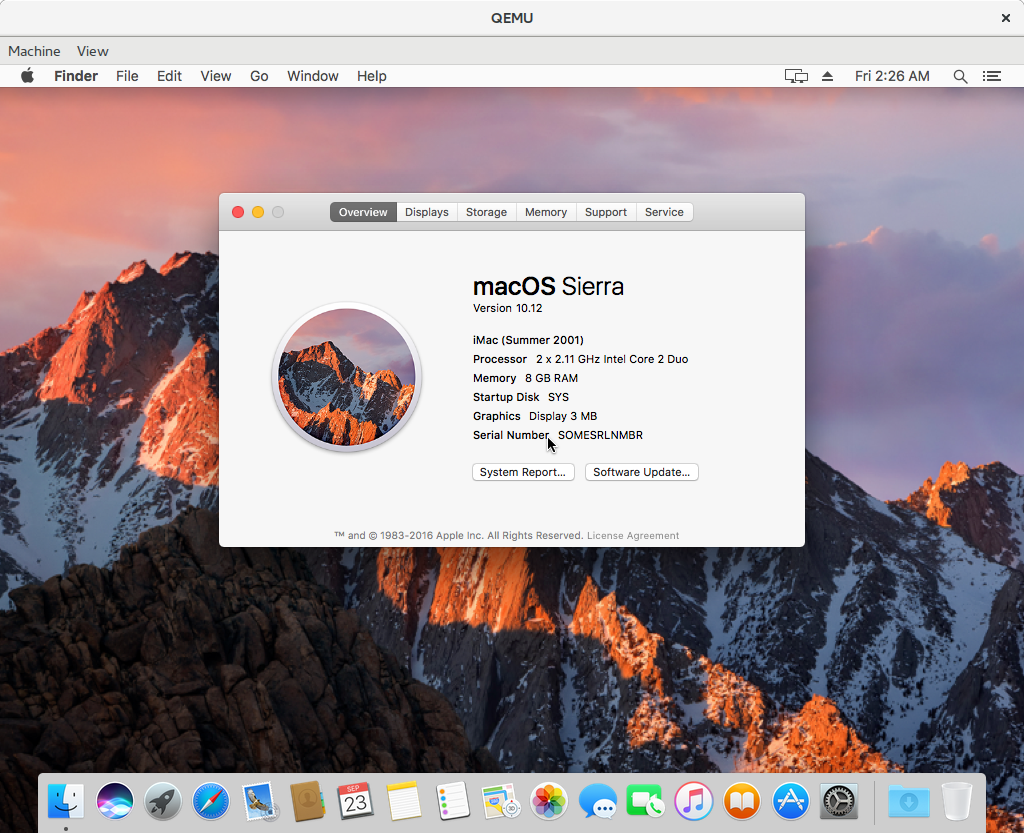 QEMU
Machine View
Finder File Edit View Go Window Help Fri 2:26 AM
Overview Displays Storage Memory Support Service
macOS Sierra
Version 10.12
iMac (Summer 2001)
Processor 2 x 2.11 GHz Intel Core 2 Duo
Memory 8 GB RAM
Startup Disk SYS
Graphics Display 3 MB
Serial Number SOMESRLNMBR
System Report... Software Update...
™ and © 1983-2016 Apple Inc. All Rights Reserved. License Agreement
SEP
23
3D